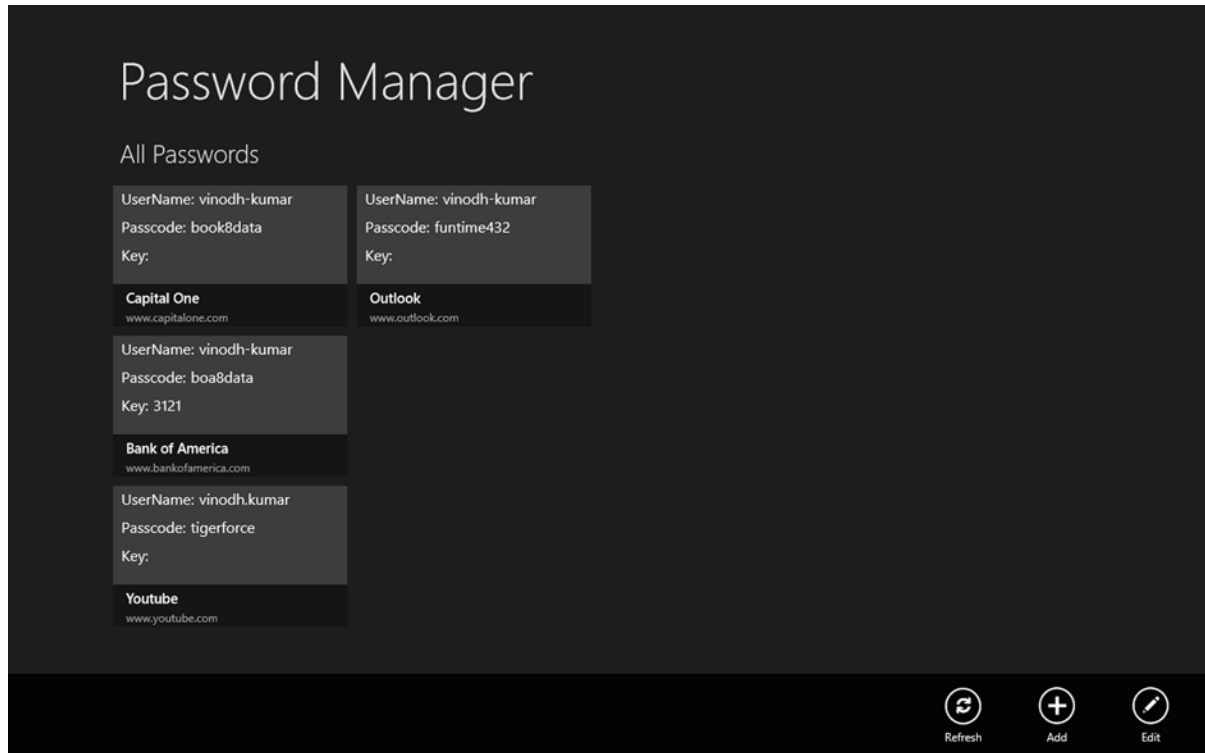 Password Manager
All Passwords
UserName: vinodh-kumar
Passcode: book8data
Key:
Capital One
www.capitalone.com
UserName: vinodh-kumar
Passcode: boa8data
Key: 3121
Bank of America
www.bankofamerica.com
UserName: vinodh.kumar
Passcode: tigerforce
Key:
Youtube
www.youtube.com
UserName: vinodh-kumar
Passcode: funtime432
Key:
Outlook
www.outlook.com
Refresh
Add
Edit